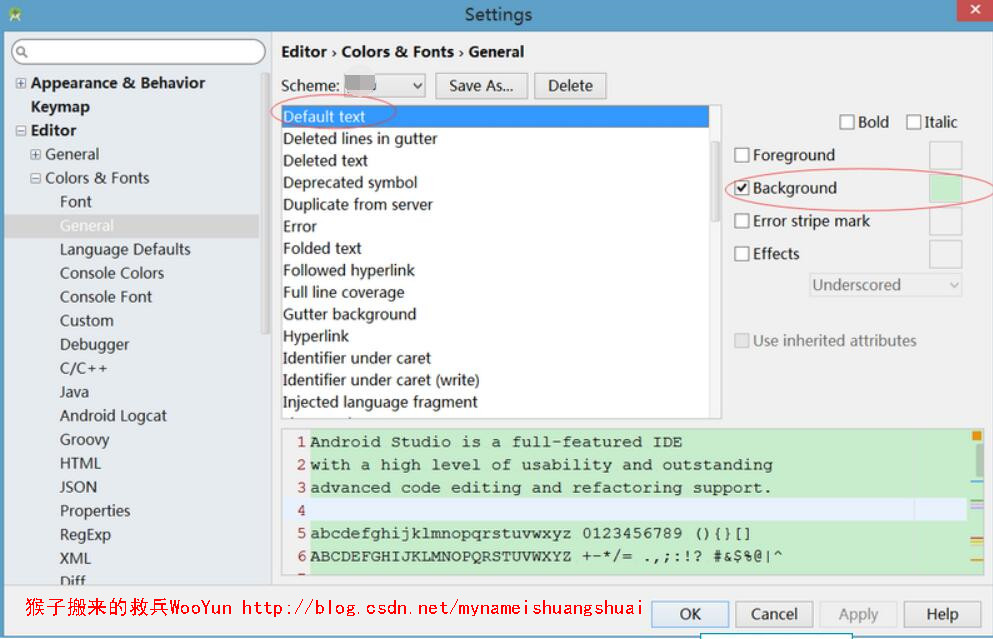 Settings
Editor › Colors & Fonts › General
Appearance & Behavior
Keymap
Editor
General
Colors & Fonts
Font
General
Language Defaults
Console Colors
Console Font
Custom
Debugger
C/C++
Java
Android Logcat
Groovy
HTML
JSON
Properties
RegExp
XML
Diff
Scheme:
Save As...
Delete
Default text
Deleted lines in gutter
Deleted text
Deprecated symbol
Duplicate from server
Error
Folded text
Followed hyperlink
Full line coverage
Gutter background
Hyperlink
Identifier under caret
Identifier under caret (write)
Injected language fragment
Bold
Italic
Foreground
Background
Error stripe mark
Effects
Underscored
Use inherited attributes
1 Android Studio is a full-featured IDE
2 with a high level of usability and outstanding
3 advanced code editing and refactoring support.
4
5 abcdefghijklmnopqrstuvwxyz 0123456789 (){}[]
6 ABCDEFGHIJKLMNOPQRSTUVWXYZ +-*/= .,;:!? #&$%@|^
猴子搬来的救兵WooYun http://blog.csdn.net/mynameishuangshuai
OK
Cancel
Apply
Help